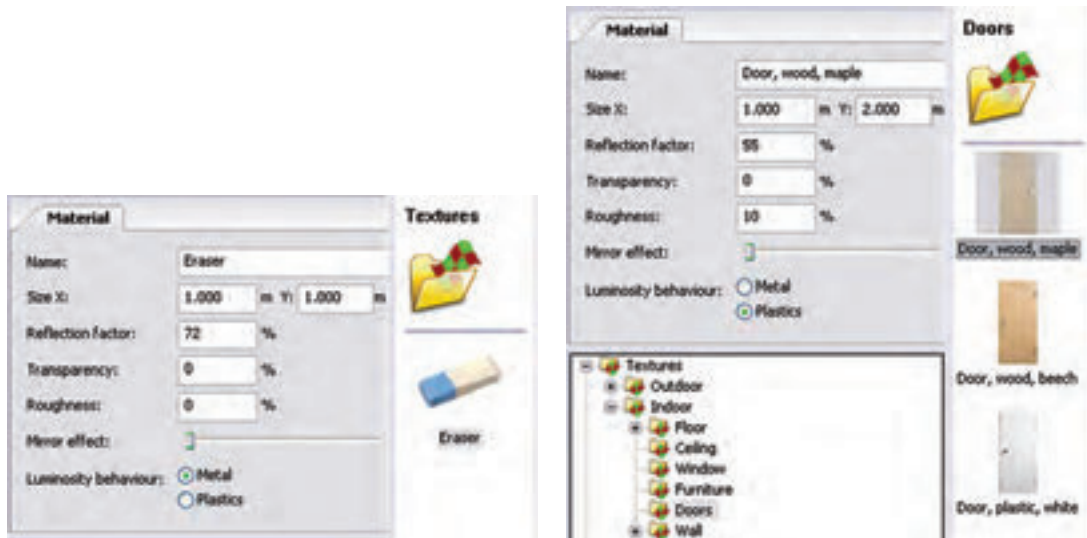 Material
Textures
Name: Eraser
Size X: 1.000 m Y: 1.000 m
Reflection factor: 72 %
Transparency: 0 %
Roughness: 0 %
Mirror effect:
Luminosity behaviour: Metal
Plastics
Eraser
Material
Doors
Name: Door, wood, maple
Size X: 1.000 m Y: 2.000 m
Reflection factor: 55 %
Transparency: 0 %
Roughness: 10 %
Mirror effect:
Luminosity behaviour: Metal
Plastics
Door, wood, maple
Door, wood, beech
Door, plastic, white
Textures
Outdoor
Indoor
Floor
Ceiling
Window
Furniture
Doors
Wall